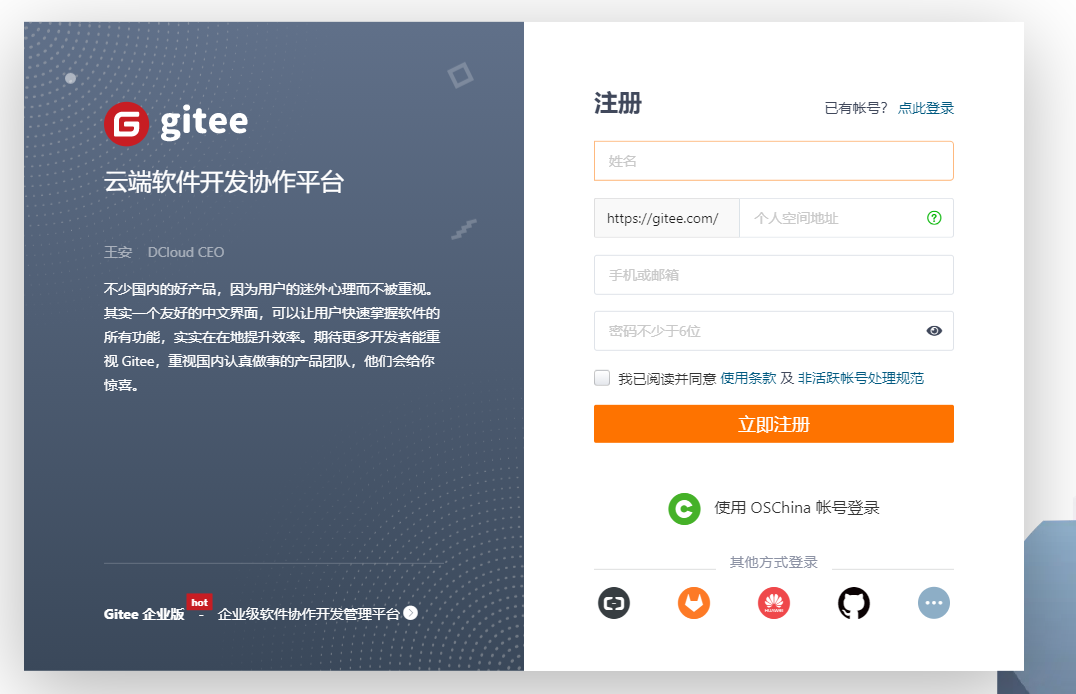 gitee
云端软件开发协作平台
王安 DCloud CEO
不少国内的好产品，因为用户的迷外心理而不被重视。
其实一个友好的中文界面，可以让用户快速掌握软件的
所有功能，实实在在地提升效率。期待更多开发者能重
视 Gitee，重视国内认真做事的产品团队，他们会给你
惊喜。
Gitee 企业版 hot - 企业级软件协作开发管理平台
注册
已有帐号？ 点此登录
姓名
https://gitee.com/ 个人空间地址
手机或邮箱
密码不少于6位
我已阅读并同意 使用条款 及 非活跃帐号处理规范
立即注册
使用 OSChina 帐号登录
其他方式登录
HUAWEI